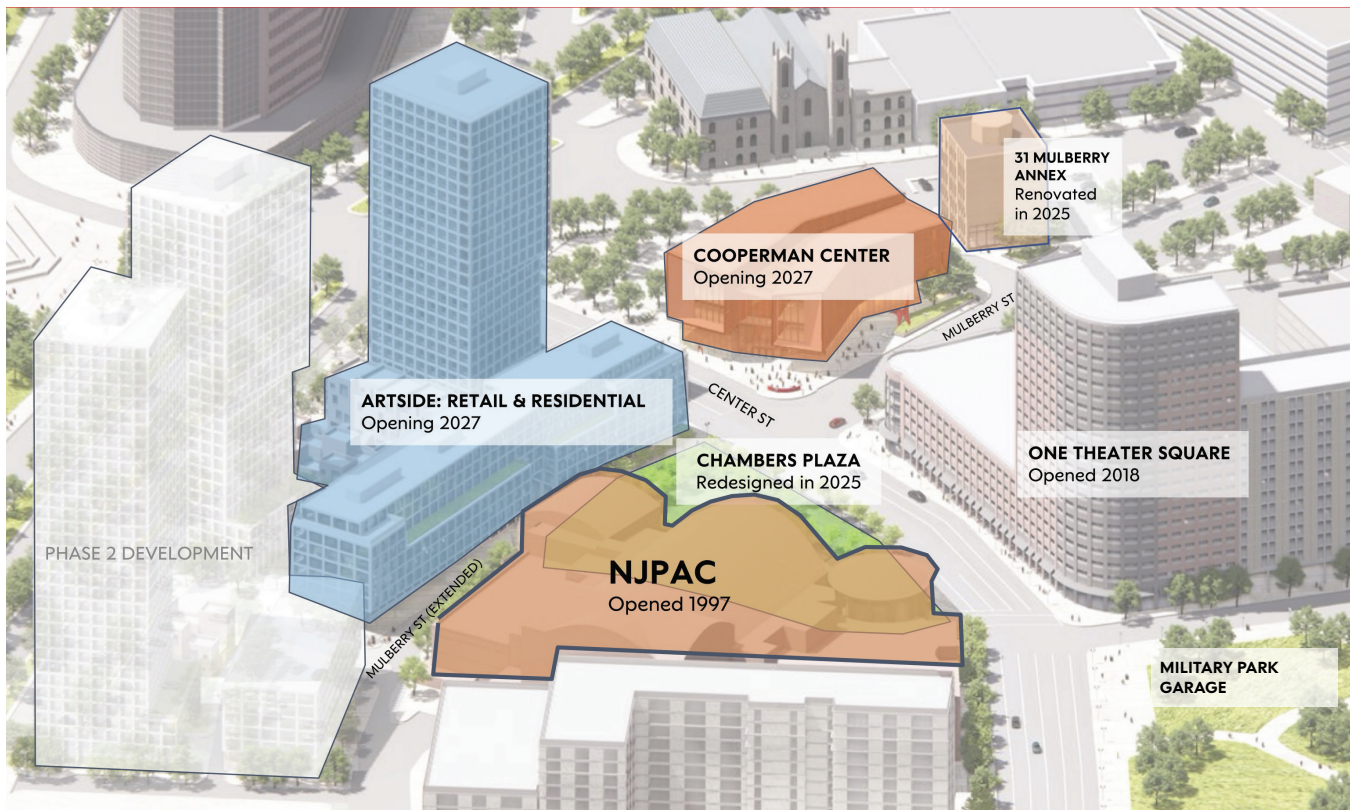 31 MULBERRY
ANNEX
Renovated
in 2025
COOPERMAN CENTER
Opening 2027
MULBERRY ST
CENTER ST
ARTSIDE: RETAIL & RESIDENTIAL
Opening 2027
CHAMBERS PLAZA
Redesigned in 2025
ONE THEATER SQUARE
Opened 2018
PHASE 2 DEVELOPMENT
NJPAC
Opened 1997
MULBERRY ST (EXTENDED)
MILITARY PARK
GARAGE